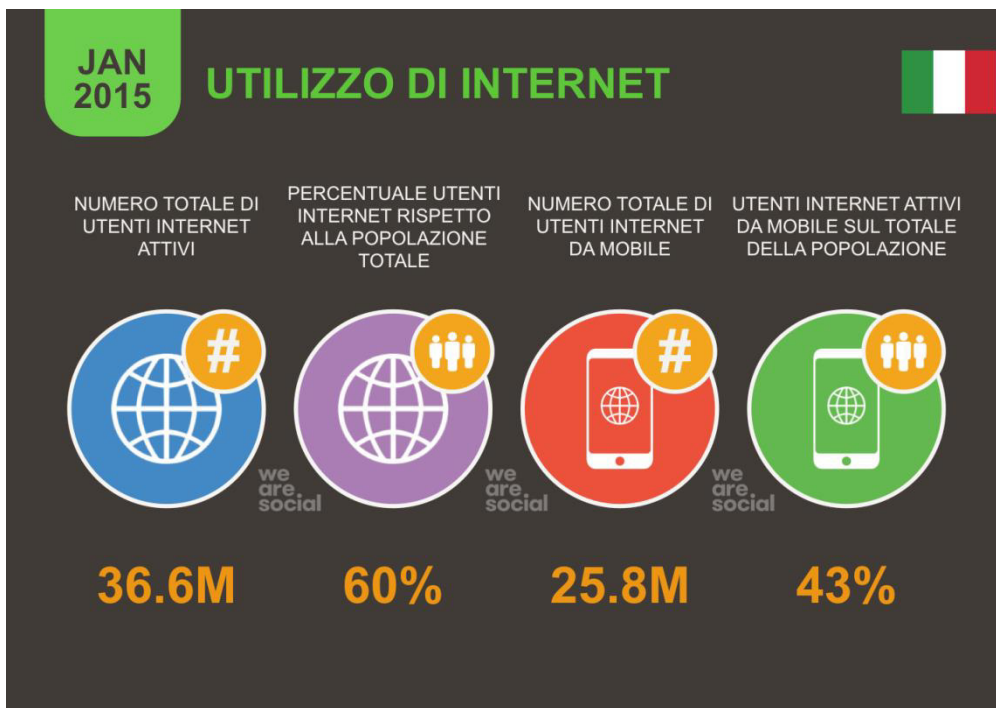 JAN
2015
UTILIZZO DI INTERNET
NUMERO TOTALE DI
UTENTI INTERNET
ATTIVI
PERCENTUALE UTENTI
INTERNET RISPETTO
ALLA POPOLAZIONE
TOTALE
NUMERO TOTALE DI
UTENTI INTERNET
DA MOBILE
UTENTI INTERNET ATTIVI
DA MOBILE SUL TOTALE
DELLA POPOLAZIONE
#
#
we
are
social
we
are
social
we
are
social
36.6M
60%
25.8M
43%